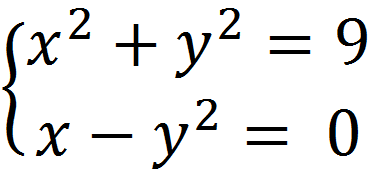 x² + y² = 9
x − y² = 0